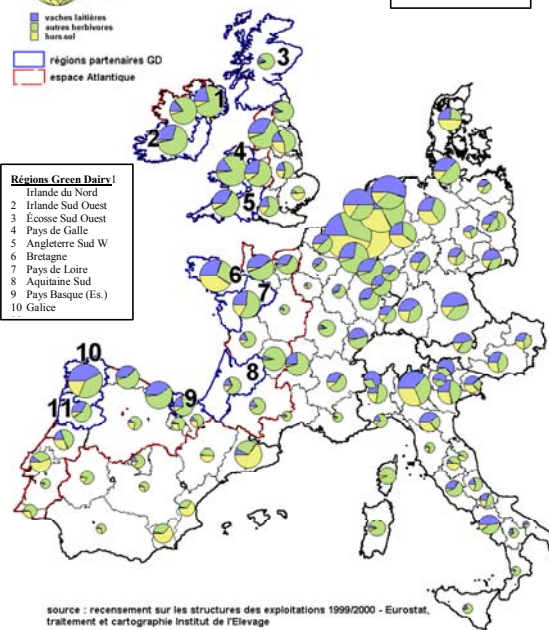 vaches laitières
autres herbivores
hors sol
régions partenaires GD
espace Atlantique
Régions Green Dairy1
Irlande du Nord
2 Irlande Sud Ouest
3 Écosse Sud Ouest
4 Pays de Galle
5 Angleterre Sud W
6 Bretagne
7 Pays de Loire
8 Aquitaine Sud
9 Pays Basque (Es.)
10 Galice
3
1
2
4
5
6
7
8
10
9
11
source : recensement sur les structures des exploitations 1999/2000 - Eurostat,
traitement et cartographie Institut de l'Elevage